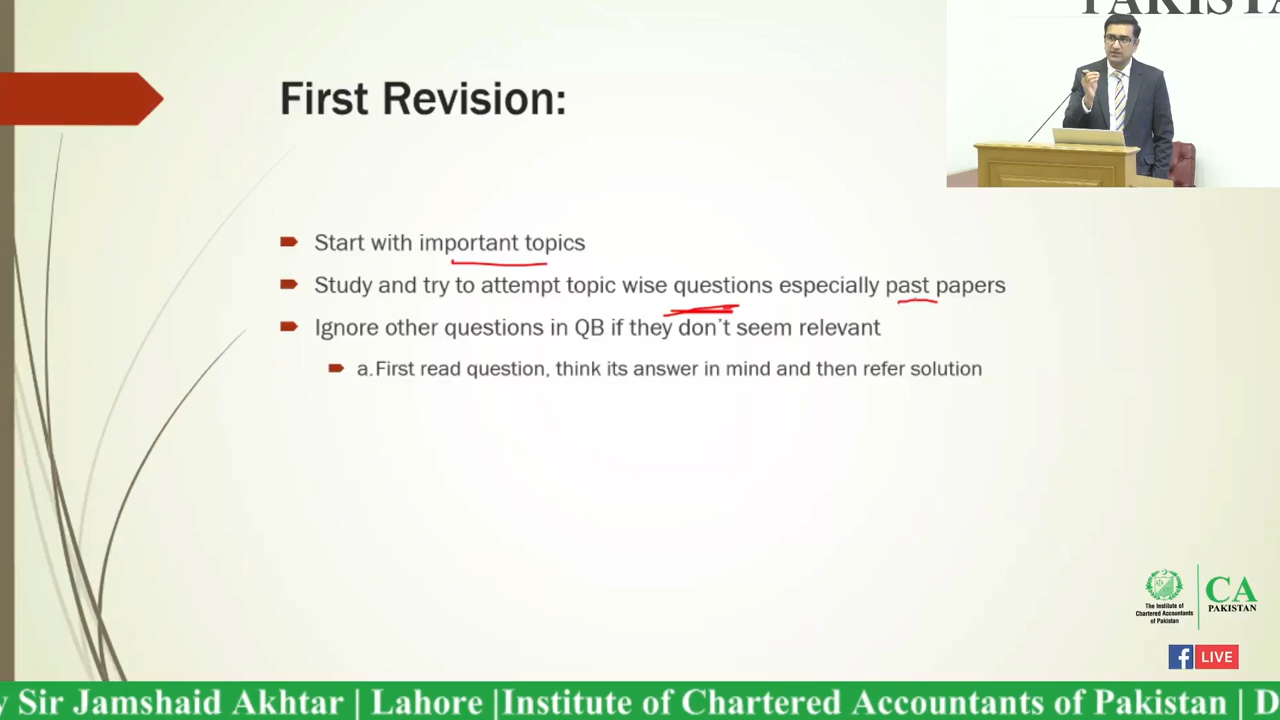 PAKISTA
First Revision:
Start with important topics
Study and try to attempt topic wise questions especially past papers
Ignore other questions in QB if they don't seem relevant
a.First read question, think its answer in mind and then refer solution
The Institute of
Chartered Accountants
of Pakistan
CA
PAKISTAN
f LIVE
y Sir Jamshaid Akhtar | Lahore |Institute of Chartered Accountants of Pakistan | D